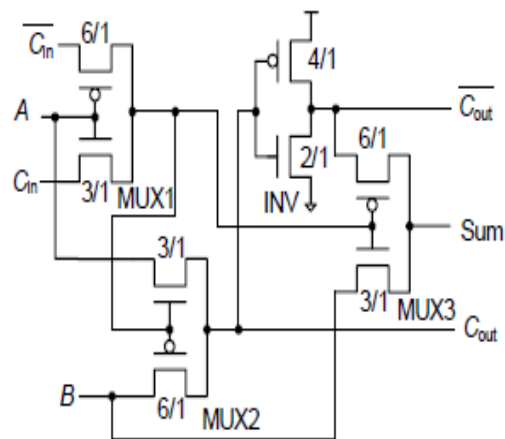 C̅in 6/1
4/1
A
C̅out
2/1
6/1
Cin
3/1
MUX1
INV
Sum
3/1
3/1
MUX3
Cout
B
6/1
MUX2